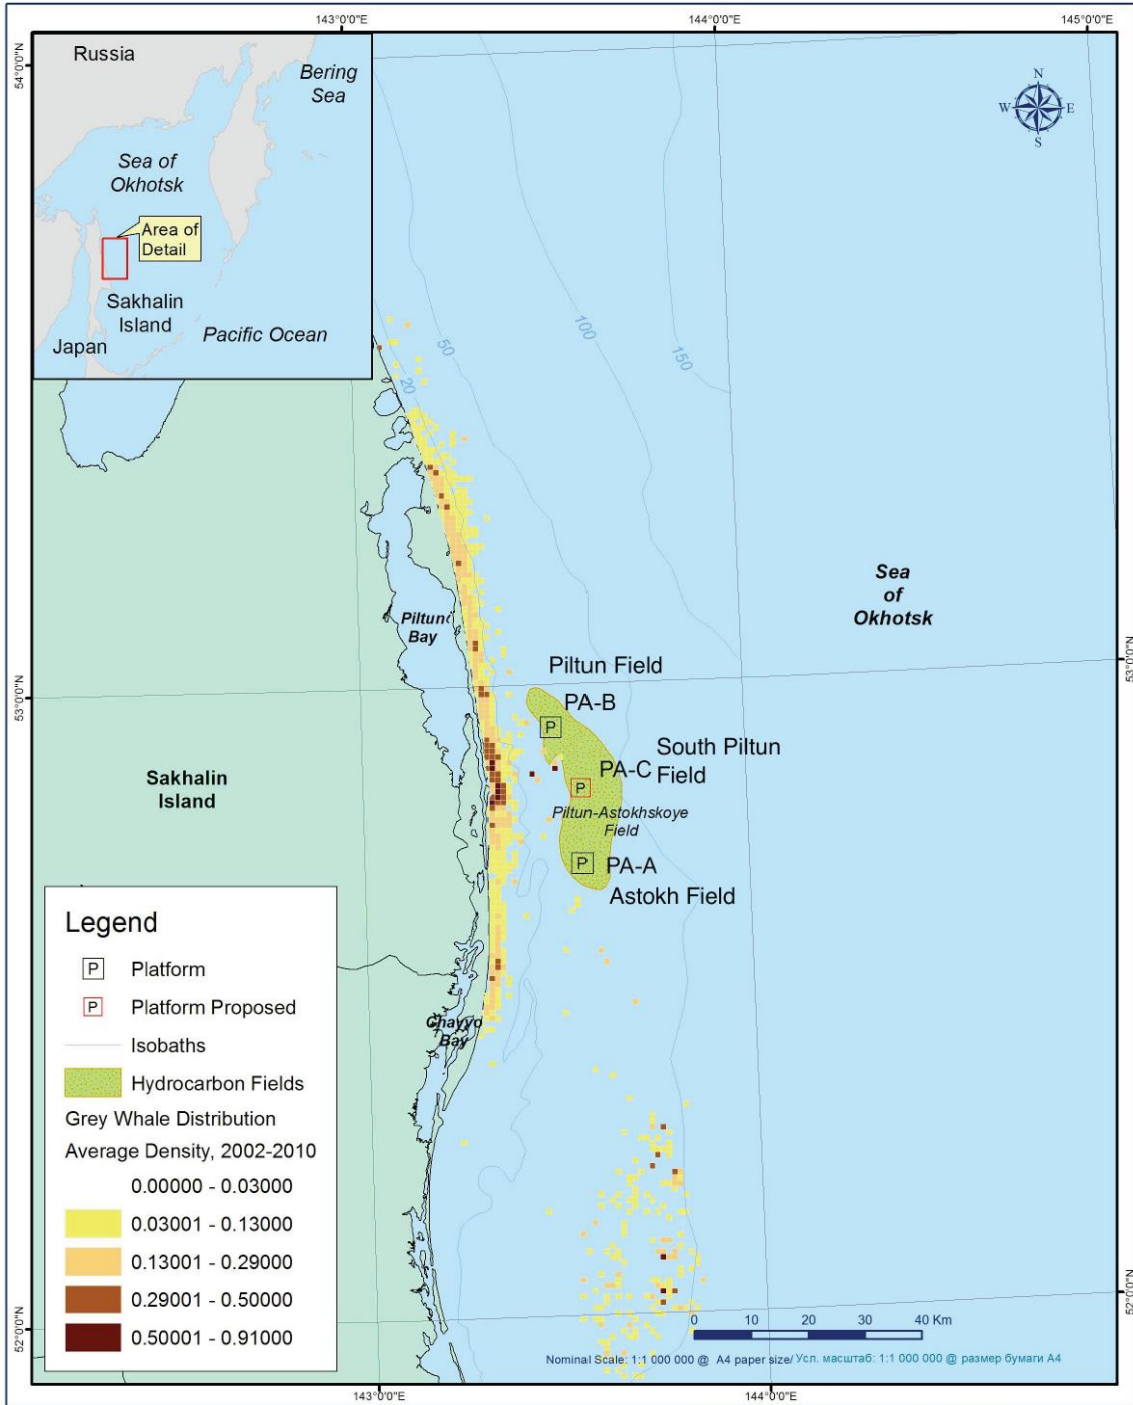 143°0'0"E
144°0'0"E
145°0'0"E
54°0'0"N
Russia
Bering
Sea
Sea of
Okhotsk
Area of
Detail
Sakhalin
Island
Japan
Pacific Ocean
N
W
E
S
20
50
100
150
Sea
of
Okhotsk
Piltun
Bay
Piltun Field
53°0'0"N
53°0'0"N
PA-B
P
South Piltun
Field
PA-C
P
Piltun-Astokhskoye
Field
Sakhalin
Island
P
PA-A
Astokh Field
Chayvo
Bay
Legend
P Platform
P Platform Proposed
Isobaths
Hydrocarbon Fields
Grey Whale Distribution
Average Density, 2002-2010
0.00000 - 0.03000
0.03001 - 0.13000
0.13001 - 0.29000
0.29001 - 0.50000
0.50001 - 0.91000
52°0'0"N
52°0'0"N
0 10 20 30 40 Km
Nominal Scale: 1:1 000 000 @ A4 paper size/ Усл. масштаб: 1:1 000 000 @ размер бумаги А4
143°0'0"E
144°0'0"E